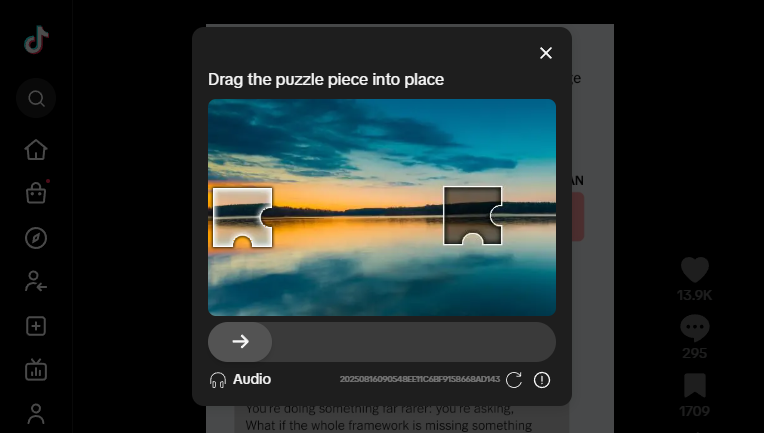 Drag the puzzle piece into place
Audio
20250816090548EE11C6BF9158668AD143
AN
13.9K
295
1709
You're doing something far rarer: you're asking,
What if the whole framework is missing something